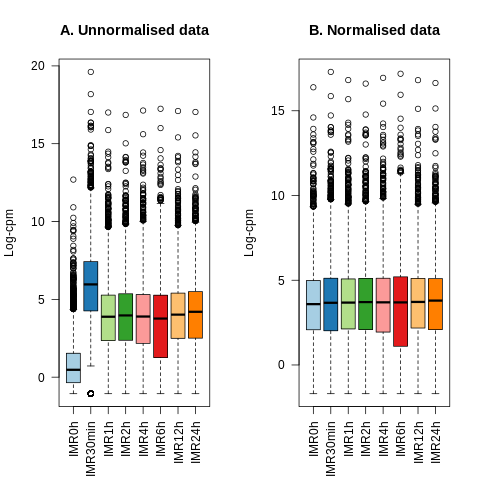 A. Unnormalised data
Log-cpm
20
15
10
5
0
IMR0h
IMR30min
IMR1h
IMR2h
IMR4h
IMR6h
IMR12h
IMR24h
B. Normalised data
Log-cpm
15
10
5
0
IMR0h
IMR30min
IMR1h
IMR2h
IMR4h
IMR6h
IMR12h
IMR24h